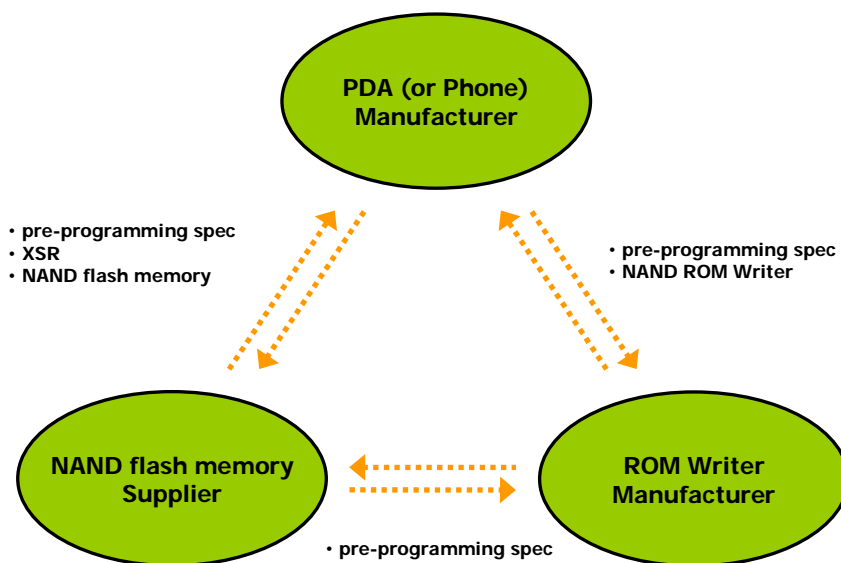 PDA (or Phone)
Manufacturer
• pre-programming spec
• XSR
• NAND flash memory
• pre-programming spec
• NAND ROM Writer
NAND flash memory
Supplier
ROM Writer
Manufacturer
• pre-programming spec